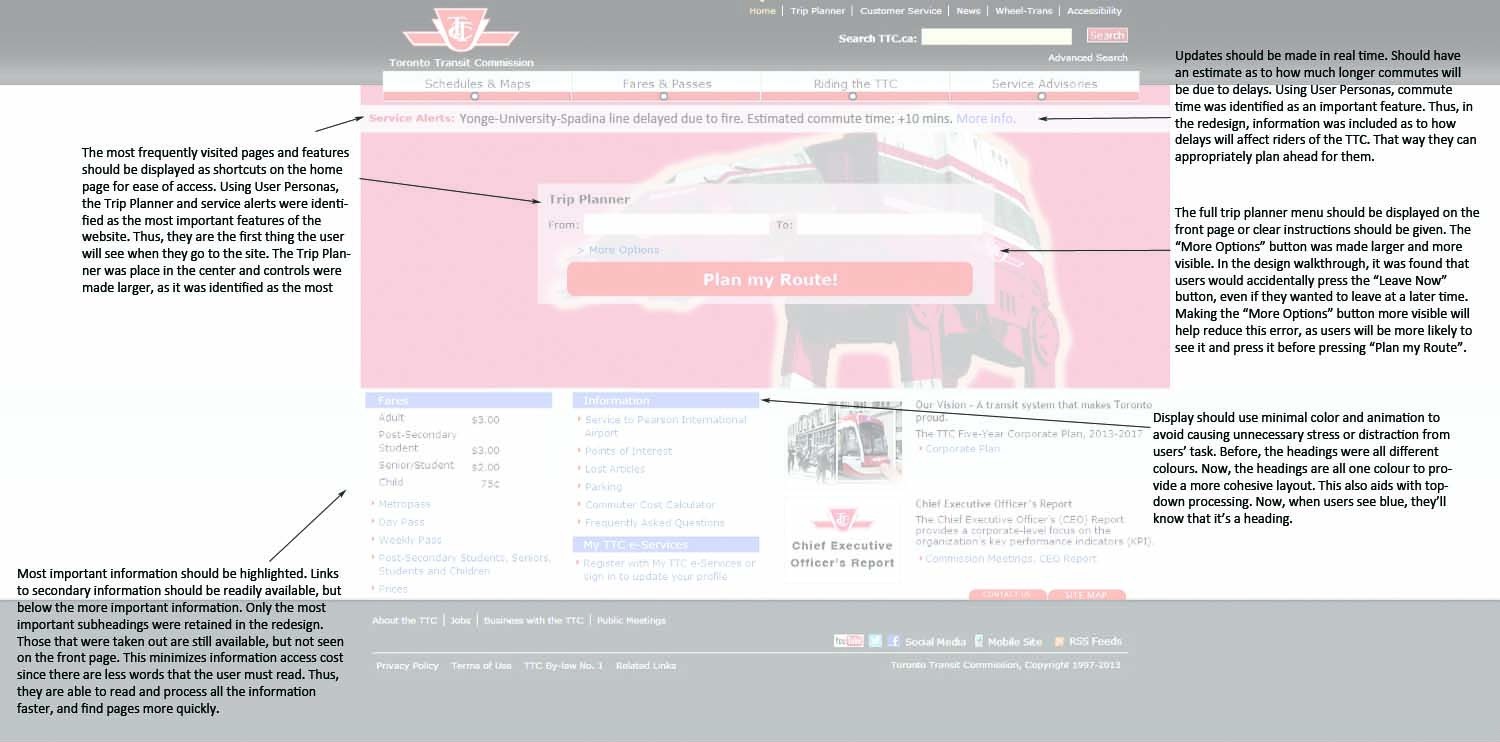 Home | Trip Planner | Customer Service | News | Wheel-Trans | Accessibility
Search TTC.ca:
Search
Advanced Search
Toronto Transit Commission
Schedules & Maps
Fares & Passes
Riding the TTC
Service Advisories
Service Alerts: Yonge-University-Spadina line delayed due to fire. Estimated commute time: +10 mins. More info.
Trip Planner
From:
To:
> More Options
Plan my Route!
The most frequently visited pages and features
should be displayed as shortcuts on the home
page for ease of access. Using User Personas,
the Trip Planner and service alerts were identi-
fied as the most important features of the
website. Thus, they are the first thing the user
will see when they go to the site. The Trip Plan-
ner was place in the center and controls were
made larger, as it was identified as the most
Updates should be made in real time. Should have
an estimate as to how much longer commutes will
be due to delays. Using User Personas, commute
time was identified as an important feature. Thus, in
the redesign, information was included as to how
delays will affect riders of the TTC. That way they can
appropriately plan ahead for them.
The full trip planner menu should be displayed on the
front page or clear instructions should be given. The
“More Options” button was made larger and more
visible. In the design walkthrough, it was found that
users would accidentally press the “Leave Now”
button, even if they wanted to leave at a later time.
Making the “More Options” button more visible will
help reduce this error, as users will be more likely to
see it and press it before pressing “Plan my Route”.
Fares
Adult $3.00
Post-Secondary
Student $3.00
Senior/Student $2.00
Child 75¢
Metropass
Day Pass
Weekly Pass
Post-Secondary Students, Seniors,
Students and Children
Prices
Information
Service to Pearson International
Airport
Points of Interest
Lost Articles
Parking
Commuter Cost Calculator
Frequently Asked Questions
My TTC e-Services
Register with My TTC e-Services or
sign in to update your profile
Our Vision - A transit system that makes Toronto
proud.
The TTC Five-Year Corporate Plan, 2013-2017
Corporate Plan
Chief Executive
Officer's Report
Chief Executive Officer's Report
The Chief Executive Officer's (CEO) Report
provides a corporate-level focus on the
organization's key performance indicators (KPI).
Commission Meetings, CEO Report
Display should use minimal color and animation to
avoid causing unnecessary stress or distraction from
users’ task. Before, the headings were all different
colours. Now, the headings are all one colour to pro-
vide a more cohesive layout. This also aids with top-
down processing. Now, when users see blue, they’ll
know that it’s a heading.
Most important information should be highlighted. Links
to secondary information should be readily available, but
below the more important information. Only the most
important subheadings were retained in the redesign.
Those that were taken out are still available, but not seen
on the front page. This minimizes information access cost
since there are less words that the user must read. Thus,
they are able to read and process all the information
faster, and find pages more quickly.
CONTACT US
SITE MAP
About the TTC | Jobs | Business with the TTC | Public Meetings
YouTube
Social Media
Mobile Site
RSS Feeds
Privacy Policy
Terms of Use
TTC By-law No. 1
Related Links
Toronto Transit Commission, Copyright 1997-2013